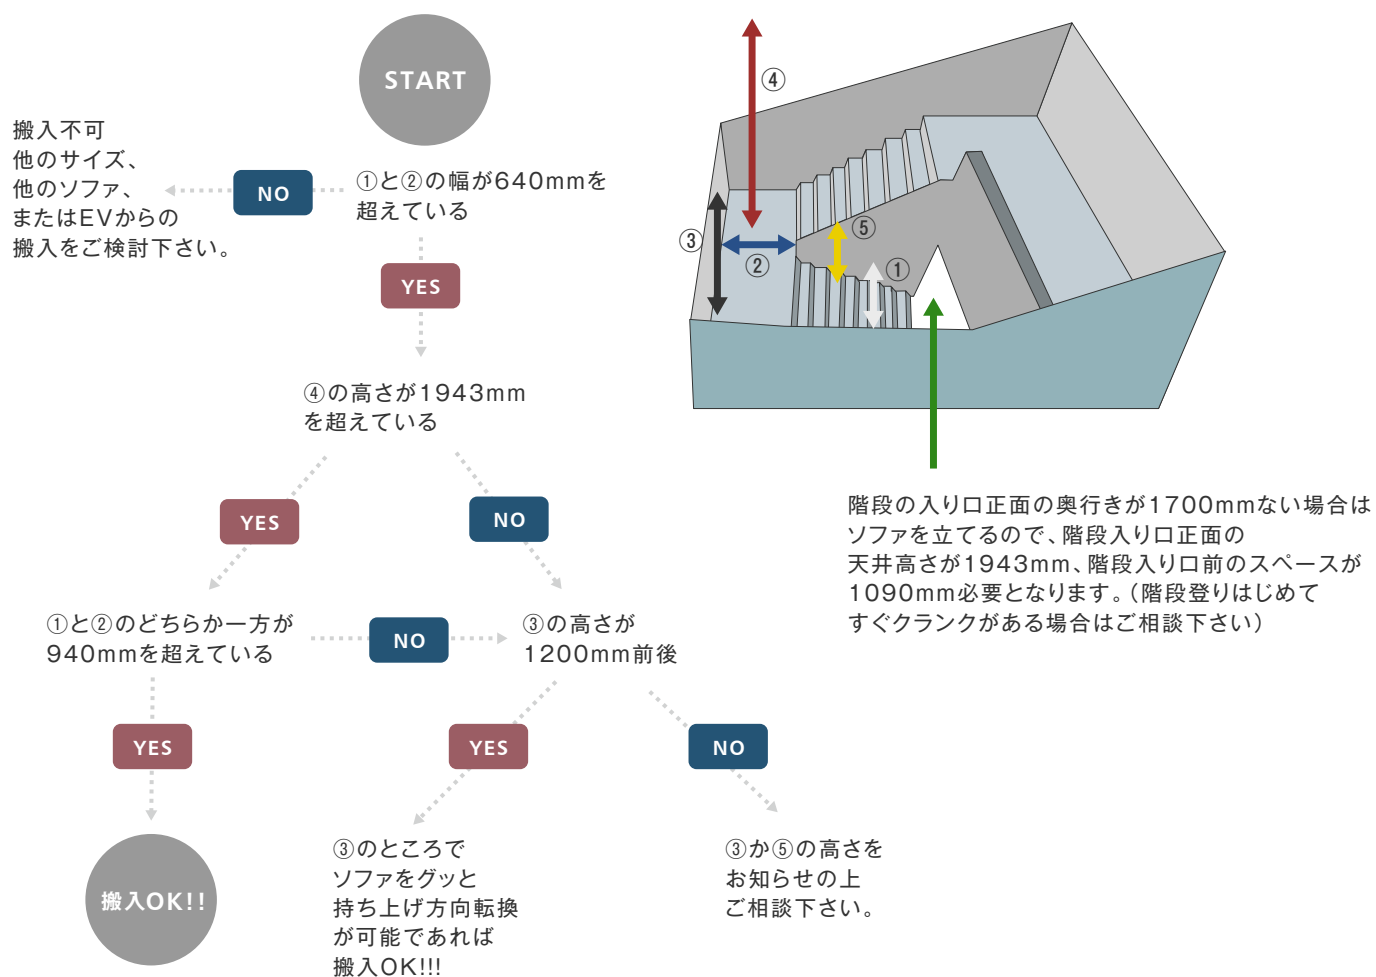 START
搬入不可
他のサイズ、
他のソファ、
またはEVからの
搬入をご検討下さい。
NO
①と②の幅が640mmを
超えている
YES
④の高さが1943mm
を超えている
YES
NO
①と②のどちらか一方が
940mmを超えている
NO
③の高さが
1200mm前後
YES
YES
NO
搬入OK!!
③のところで
ソファをグッと
持ち上げ方向転換
が可能であれば
搬入OK!!!
③か⑤の高さを
お知らせの上
ご相談下さい。
④
③
②
⑤
①
階段の入り口正面の奥行きが1700mmない場合は
ソファを立てるので、階段入り口正面の
天井高さが1943mm、階段入り口前のスペースが
1090mm必要となります。（階段登りはじめて
すぐクランクがある場合はご相談下さい）